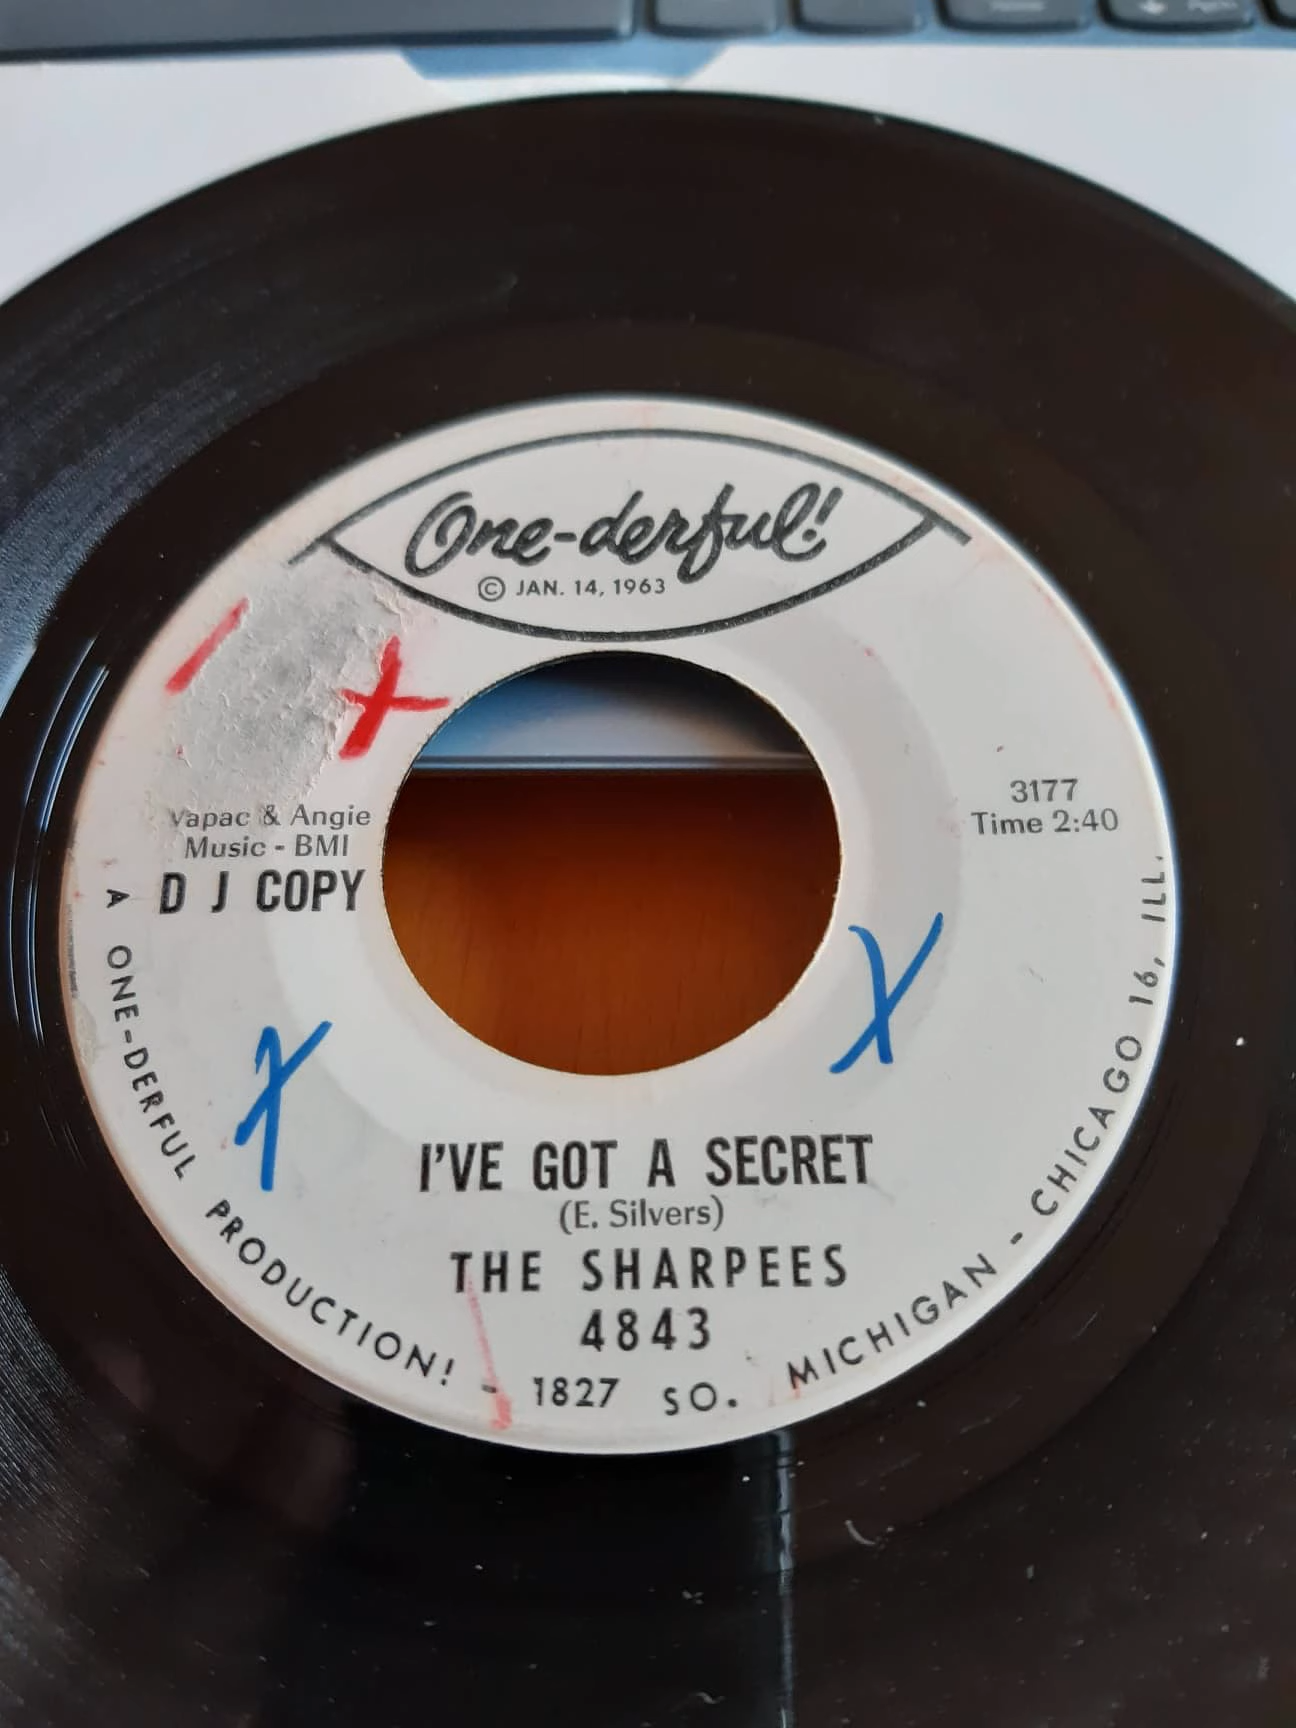 One-derful!
© JAN. 14, 1963
Vapac & Angie
Music - BMI
D J COPY
3177
Time 2:40
X
X
X
I'VE GOT A SECRET
(E. Silvers)
THE SHARPEES
4843
A ONE-DERFUL PRODUCTION! - 1827 SO. MICHIGAN - CHICAGO 16, ILL.